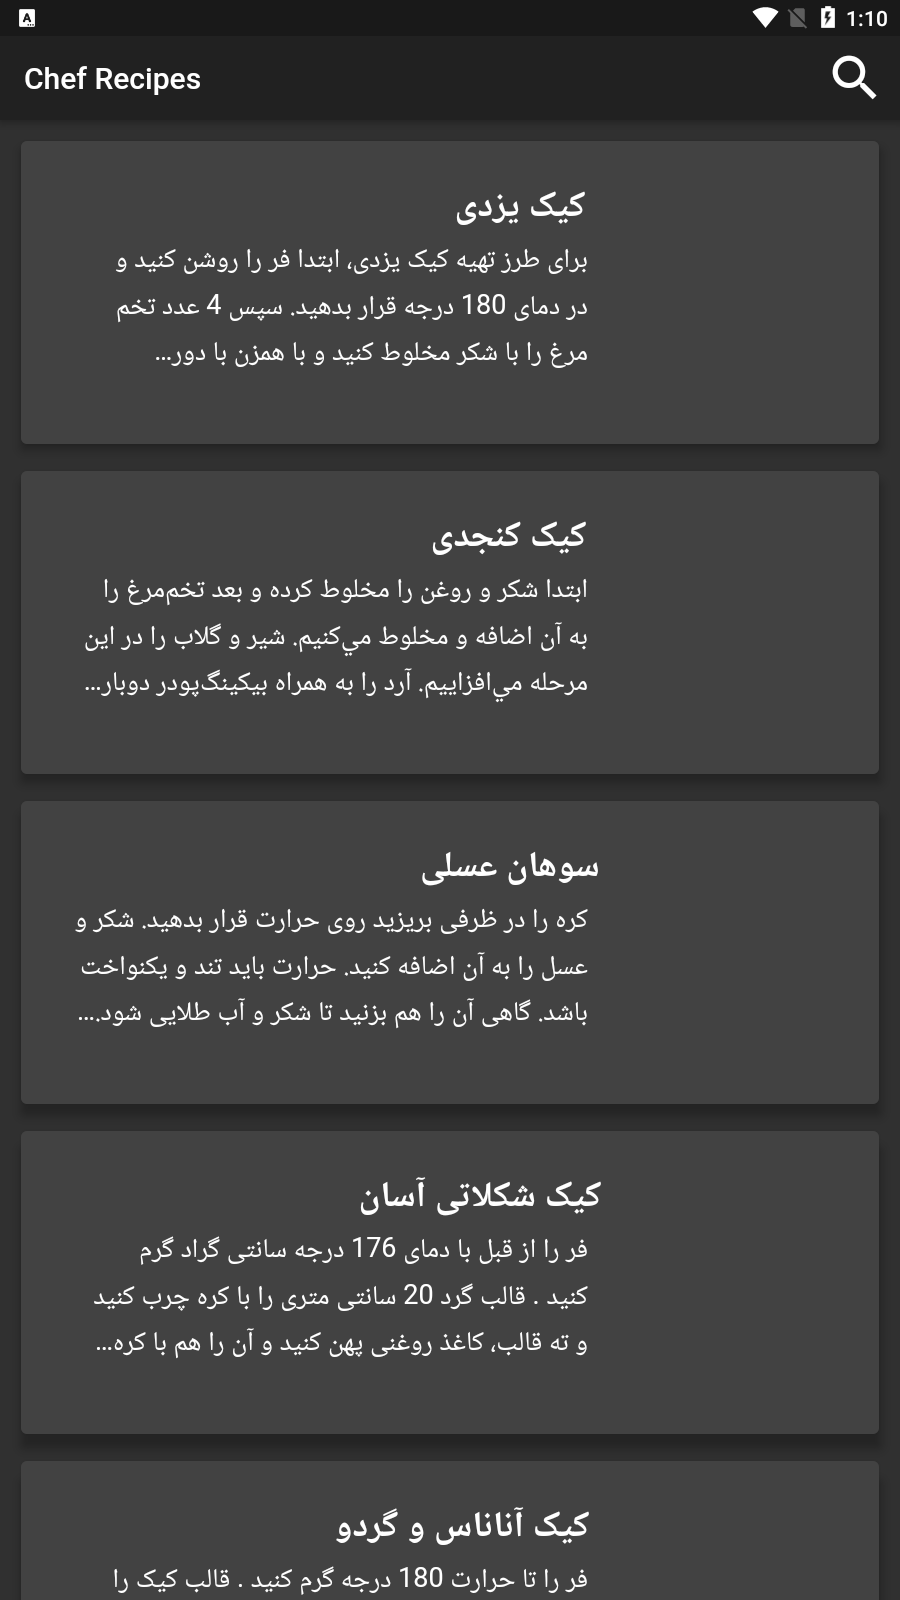 1:10
Chef Recipes
کیک یزدی
برای طرز تهیه کیک یزدی، ابتدا فر را روشن کنید و
در دمای 180 درجه قرار بدهید. سپس 4 عدد تخم
مرغ را با شکر مخلوط کنید و با همزن با دور...
کیک کنجدی
ابتدا شکر و روغن را مخلوط کرده و بعد تخم‌مرغ را
به آن اضافه و مخلوط مي‌کنیم. شیر و گلاب را در این
مرحله مي‌افزاییم. آرد را به همراه بیکینگ‌پودر دوبار...
سوهان عسلی
کره را در ظرفی بریزید روی حرارت قرار بدهید. شکر و
عسل را به آن اضافه کنید. حرارت باید تند و یکنواخت
باشد. گاهی آن را هم بزنید تا شکر و آب طلایی شود....
کیک شکلاتی آسان
فر را از قبل با دمای 176 درجه سانتی گراد گرم
کنید . قالب گرد 20 سانتی متری را با کره چرب کنید
و ته قالب، کاغذ روغنی پهن کنید و آن را هم با کره...
کیک آناناس و گردو
فر را تا حرارت 180 درجه گرم کنید . قالب کیک را